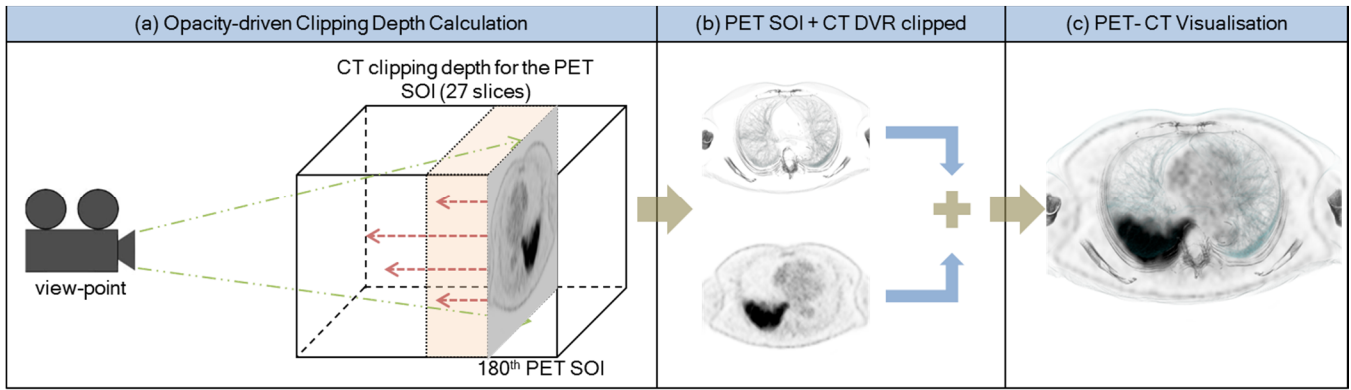 (a) Opacity-driven Clipping Depth Calculation
(b) PET SOI + CT DVR clipped
(c) PET- CT Visualisation
CT clipping depth for the PET
SOI (27 slices)
view-point
180th PET SOI